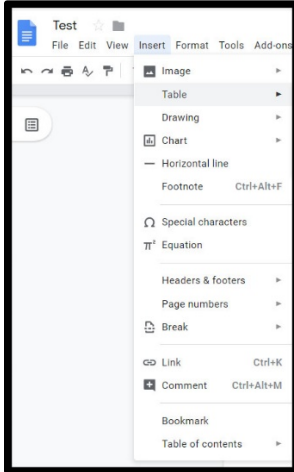 Test
File Edit View Insert Format Tools Add-ons
Image
Table
Drawing
Chart
Horizontal line
Footnote Ctrl+Alt+F
Ω Special characters
π² Equation
Headers & footers
Page numbers
Break
Link Ctrl+K
Comment Ctrl+Alt+M
Bookmark
Table of contents